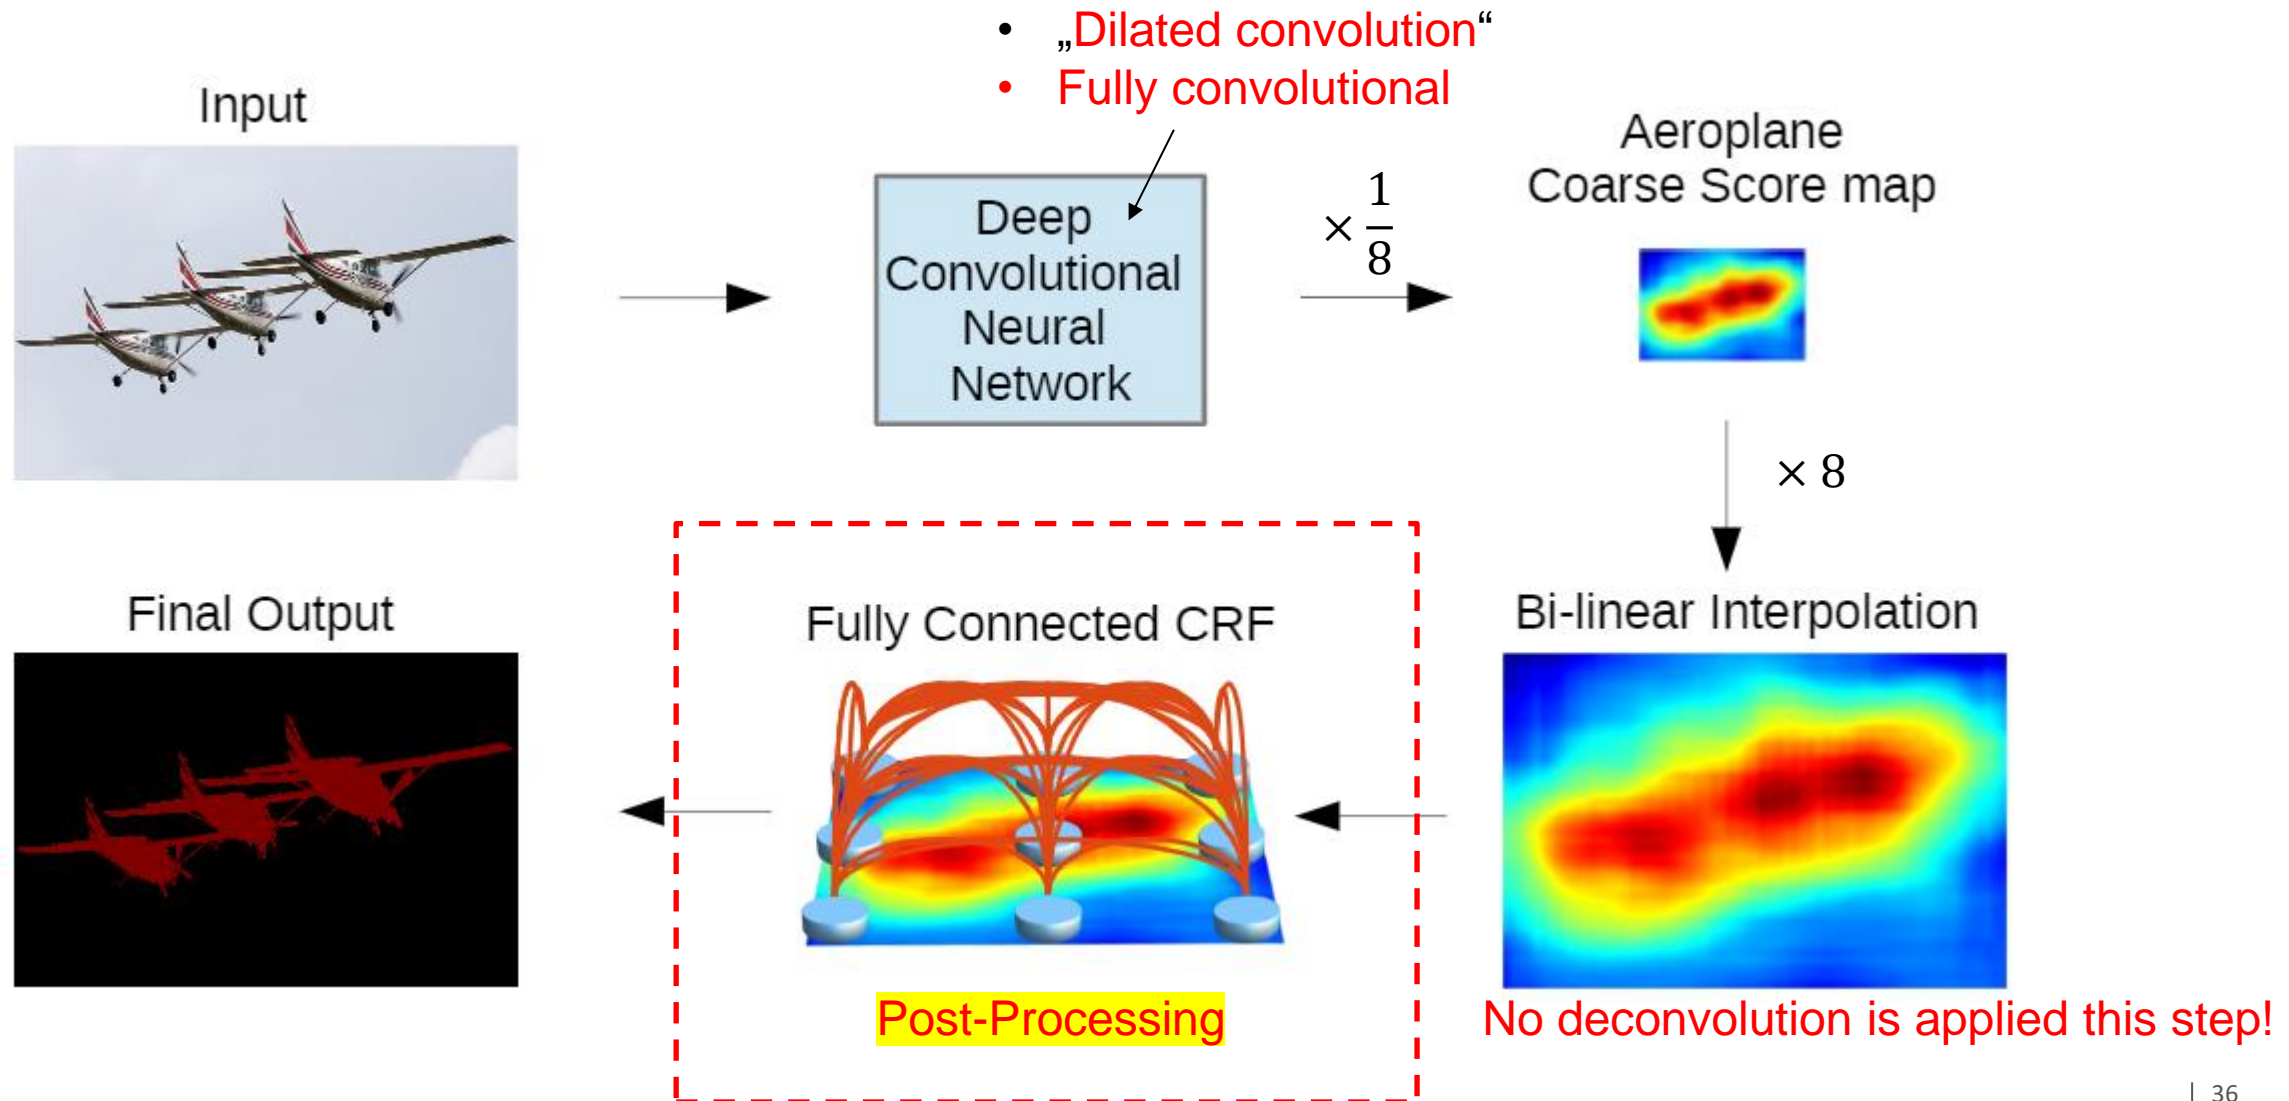 • „Dilated convolution“
• Fully convolutional
Input
Deep
Convolutional
Neural
Network
× 1/8
Aeroplane
Coarse Score map
× 8
Bi-linear Interpolation
No deconvolution is applied this step!
Fully Connected CRF
Post-Processing
Final Output
| 36